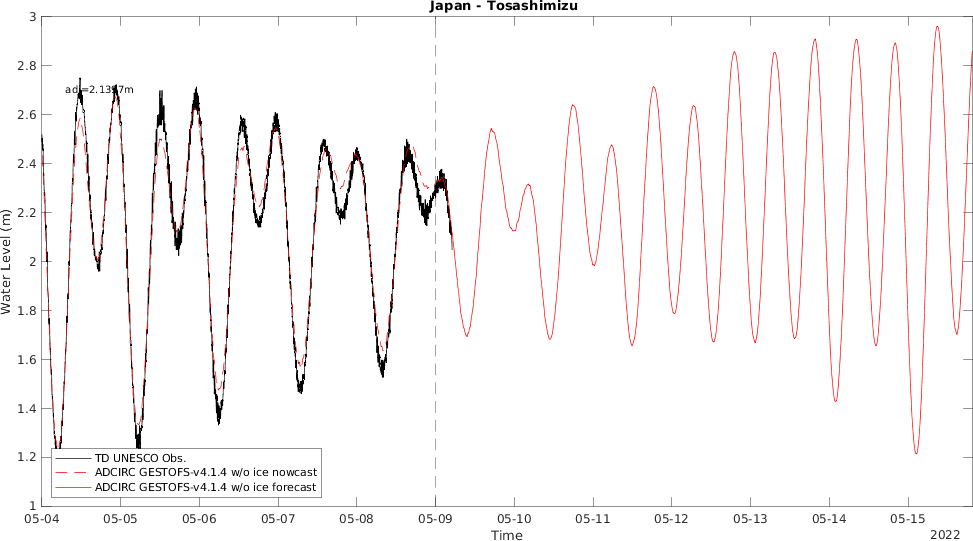 Japan - Tosashimizu
3
2.8
2.6
2.4
2.2
2
1.8
1.6
1.4
1.2
1
Water Level (m)
TD UNESCO Obs.
ADCIRC GESTOFS-v4.1.4 w/o ice nowcast
ADCIRC GESTOFS-v4.1.4 w/o ice forecast
05-04 05-05 05-06 05-07 05-08 05-09 05-10 05-11 05-12 05-13 05-14 05-15
Time
2022